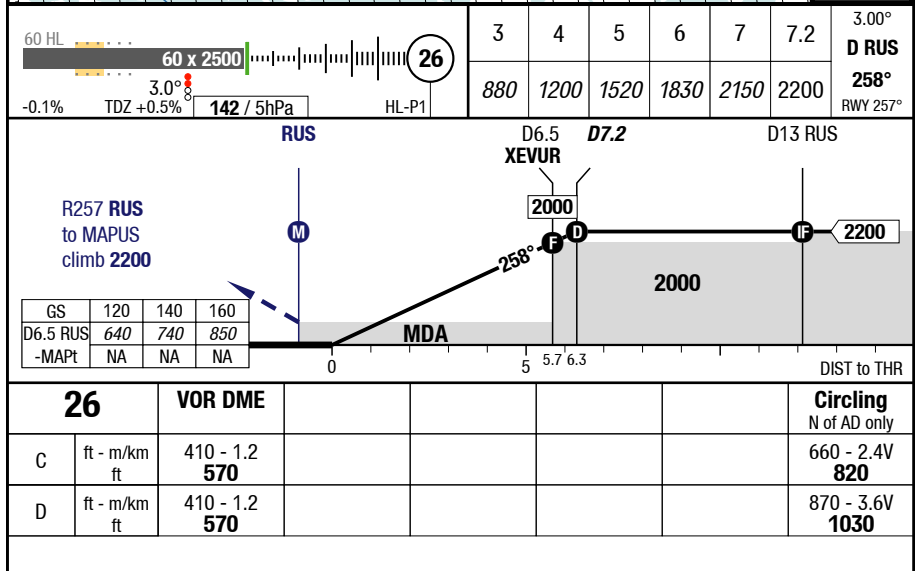 60 HL
60 x 2500
26
3.0°
-0.1%
TDZ +0.5%
142 / 5hPa
HL-P1
3 4 5 6 7 7.2 3.00°
D RUS
880 1200 1520 1830 2150 2200 258°
RWY 257°
RUS
D6.5
XEVUR
D7.2
D13 RUS
R257 RUS
to MAPUS
climb 2200
M
2000
F
D
IF
2200
258°
2000
MDA
GS 120 140 160
D6.5 RUS 640 740 850
-MAPt NA NA NA
0 5 5.7 6.3 DIST to THR
26 VOR DME Circling
N of AD only
C ft - m/km 410 - 1.2 660 - 2.4V
ft 570 820
D ft - m/km 410 - 1.2 870 - 3.6V
ft 570 1030